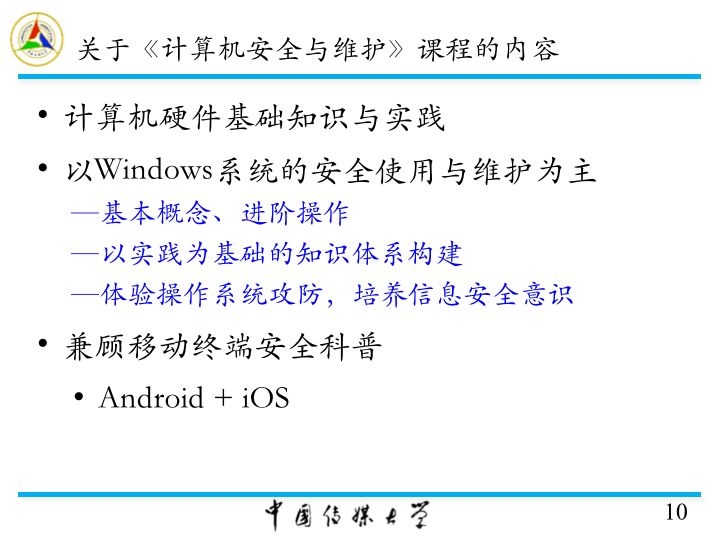 关于《计算机安全与维护》课程的内容
• 计算机硬件基础知识与实践
• 以Windows系统的安全使用与维护为主
—基本概念、进阶操作
—以实践为基础的知识体系构建
—体验操作系统攻防，培养信息安全意识
• 兼顾移动终端安全科普
• Android + iOS
中国传媒大学
10